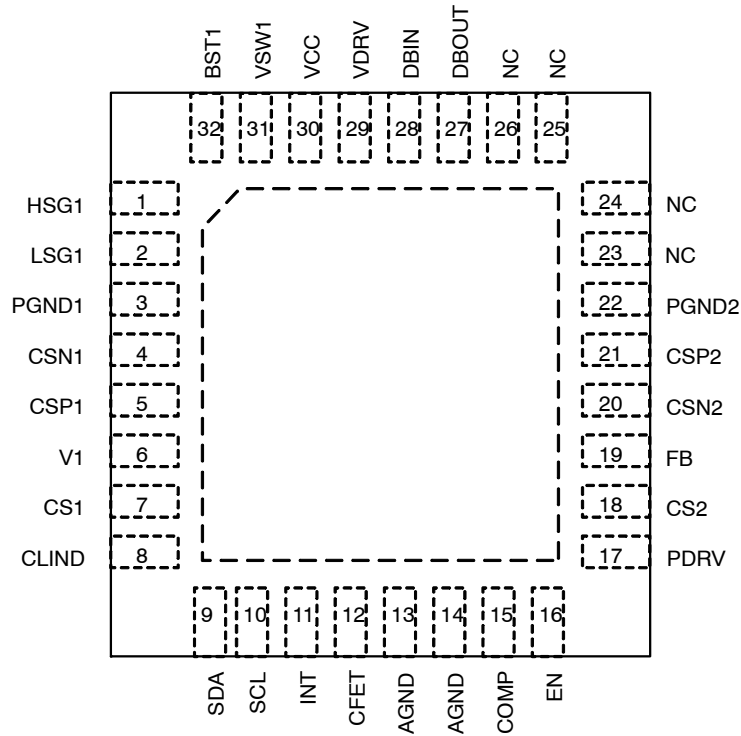 BST1 VSW1 VCC VDRV DBIN DBOUT NC NC
32 31 30 29 28 27 26 25
HSG1 1 24 NC
LSG1 2 23 NC
PGND1 3 22 PGND2
CSN1 4 21 CSP2
CSP1 5 20 CSN2
V1 6 19 FB
CS1 7 18 CS2
CLIND 8 17 PDRV
9 10 11 12 13 14 15 16
SDA SCL INT CFET AGND AGND COMP EN